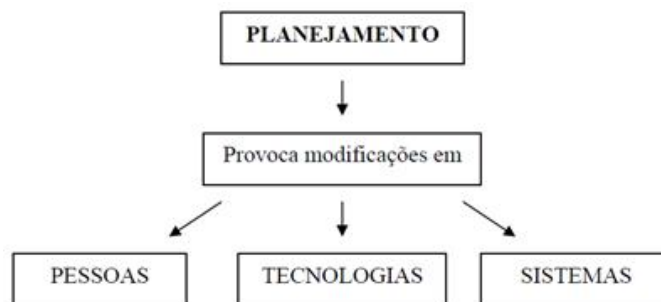 PLANEJAMENTO
Provoca modificações em
PESSOAS
TECNOLOGIAS
SISTEMAS